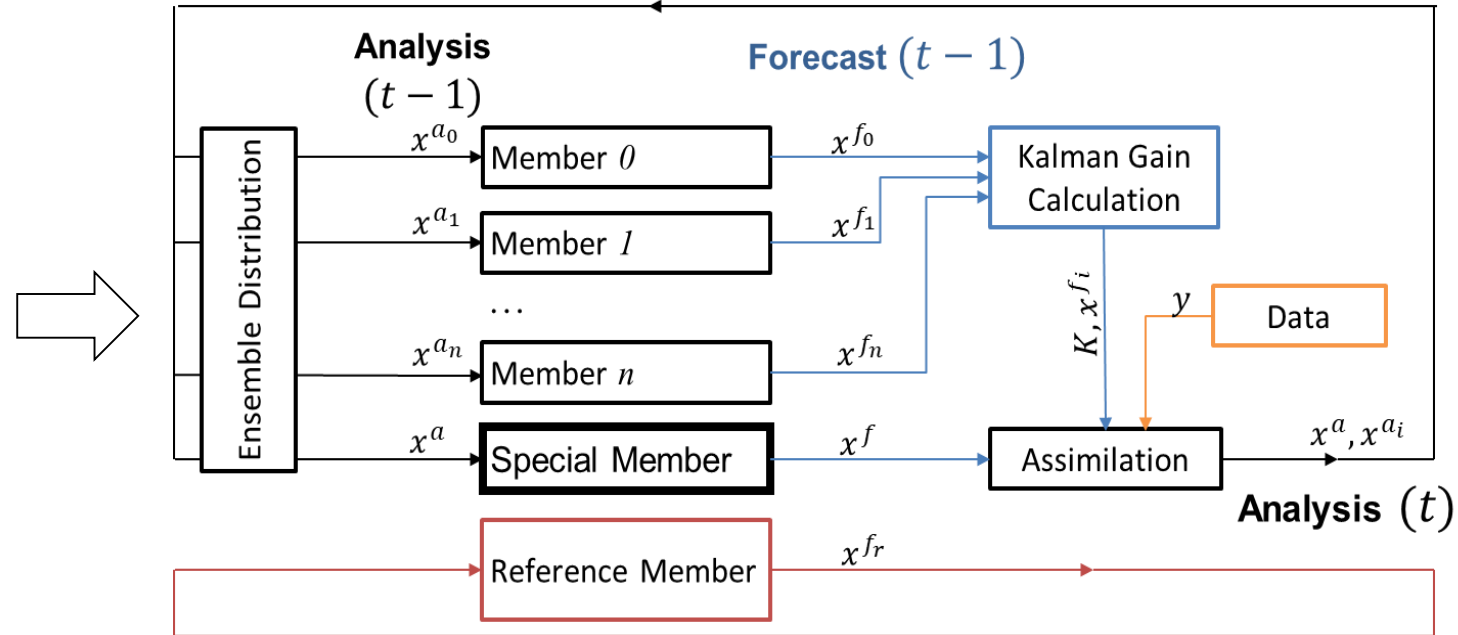 Analysis
(t − 1)
Forecast (t − 1)
Ensemble Distribution
x^{a_0}
Member 0
x^{f_0}
Kalman Gain
Calculation
x^{a_1}
Member 1
x^{f_1}
...
K, x^{f_i}
y
Data
x^{a_n}
Member n
x^{f_n}
x^a
Special Member
x^f
Assimilation
x^a, x^{a_i}
Analysis (t)
Reference Member
x^{f_r}